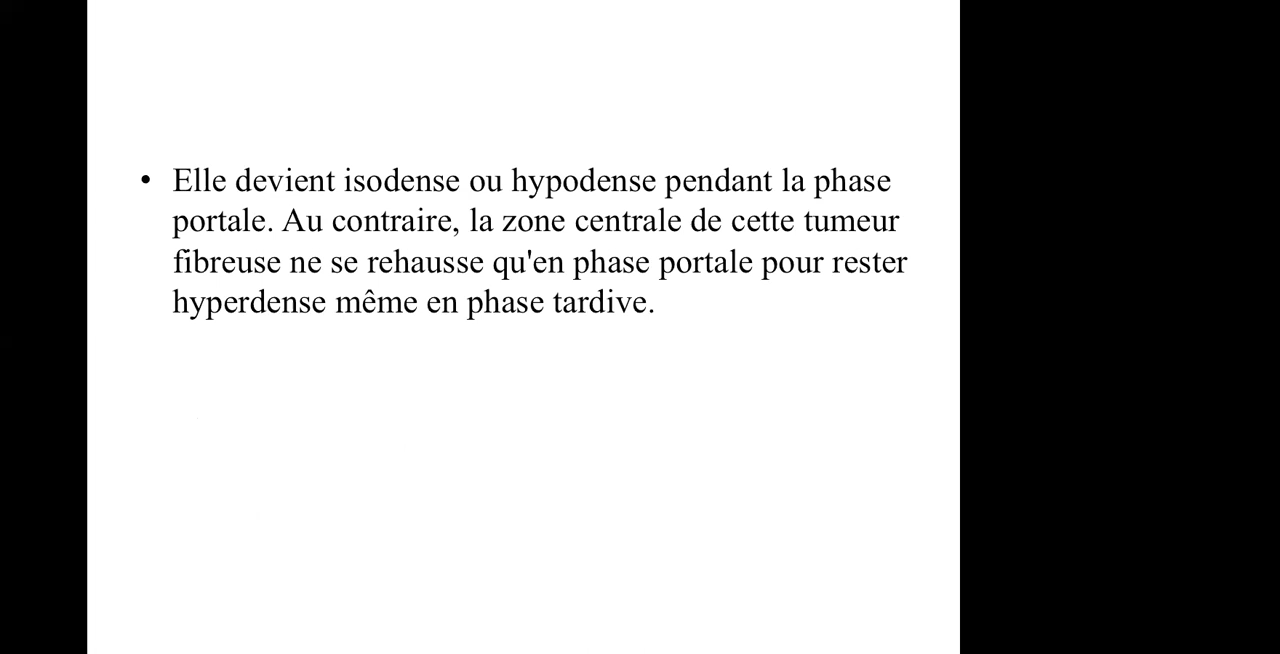 • Elle devient isodense ou hypodense pendant la phase
portale. Au contraire, la zone centrale de cette tumeur
fibreuse ne se rehausse qu'en phase portale pour rester
hyperdense même en phase tardive.